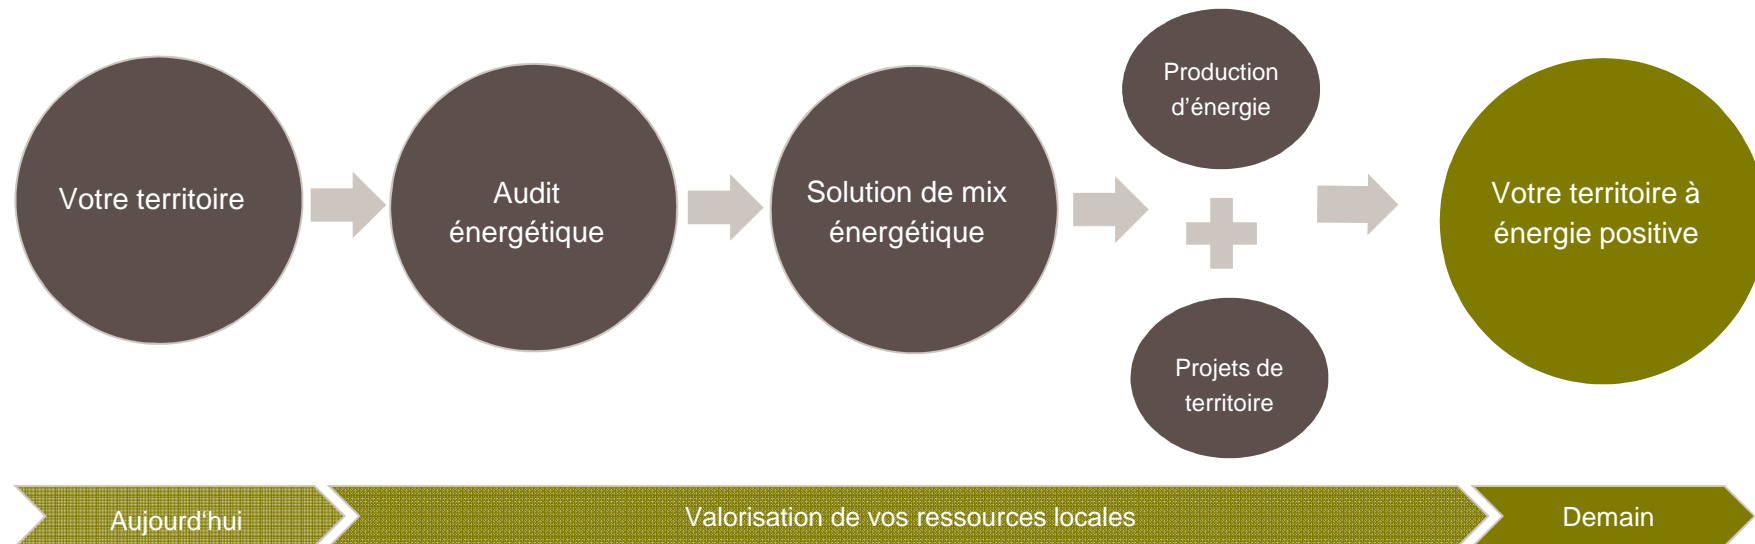 Votre territoire
Audit
énergétique
Solution de mix
énergétique
Production
d’énergie
Projets de
territoire
Votre territoire à
énergie positive
Aujourd‘hui
Valorisation de vos ressources locales
Demain